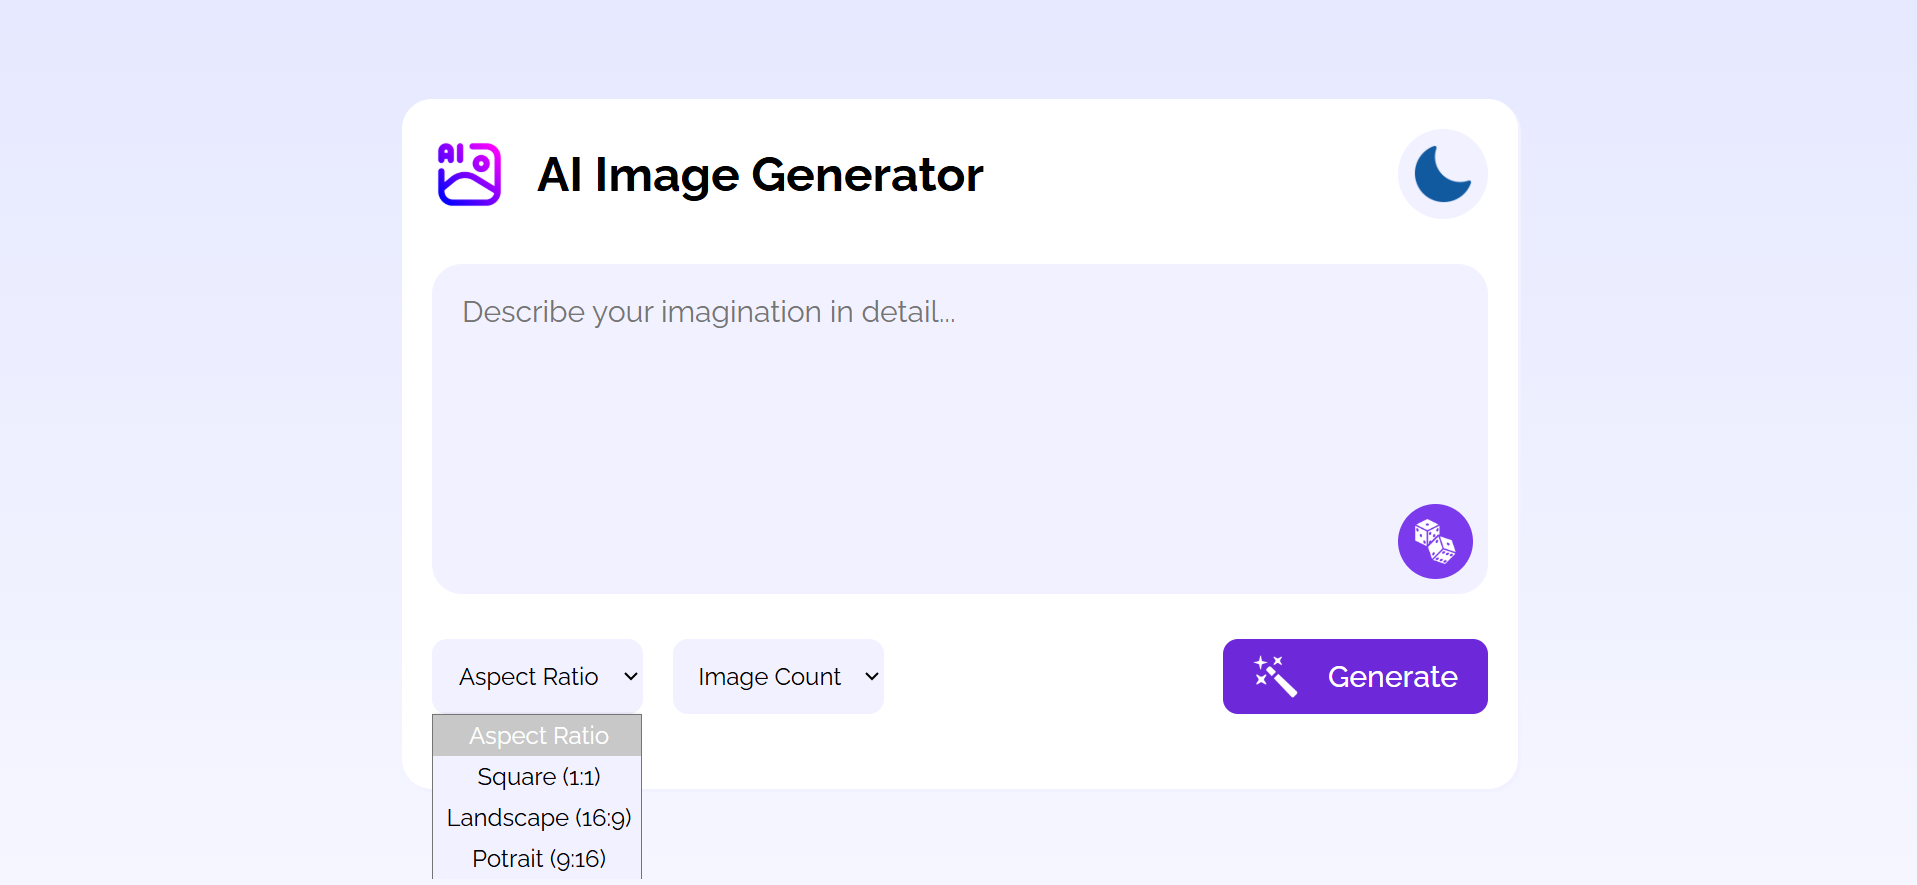 AI
AI Image Generator
Describe your imagination in detail...
Aspect Ratio
Image Count
Generate
Aspect Ratio
Square (1:1)
Landscape (16:9)
Potrait (9:16)